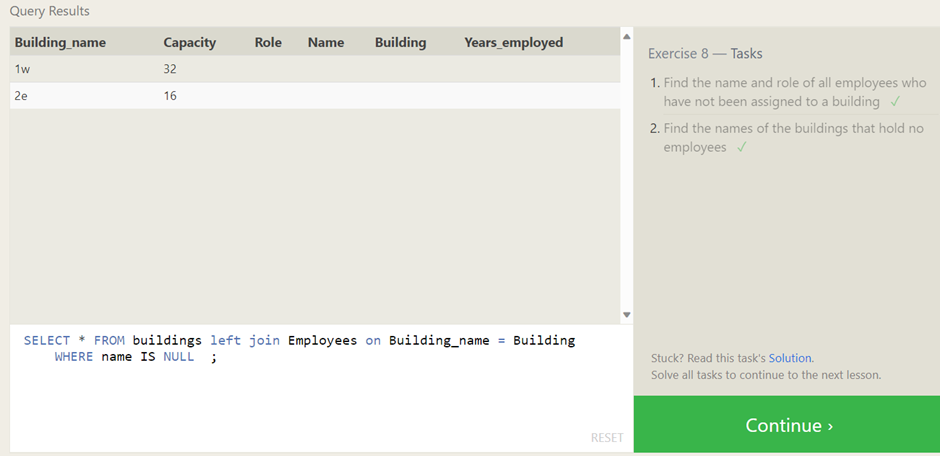 Query Results
Building_name Capacity Role Name Building Years_employed
1w 32
2e 16
SELECT * FROM buildings left join Employees on Building_name = Building
WHERE name IS NULL ;
RESET
Exercise 8 — Tasks
1. Find the name and role of all employees who
have not been assigned to a building ✓
2. Find the names of the buildings that hold no
employees ✓
Stuck? Read this task's Solution.
Solve all tasks to continue to the next lesson.
Continue ›